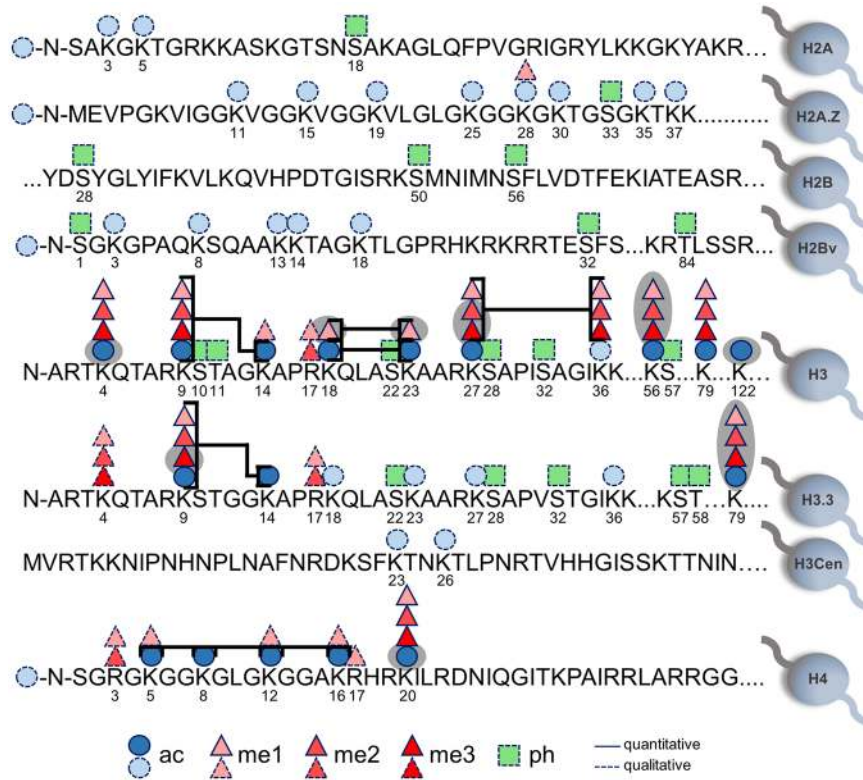 -N-SAKGKTGRKKASKGTSNSAKAGLQFPVGRIGRYLKKGKYAKR... H2A
3 5 18
-N-MEVPGKVIGGKVGGKVGGKVLGLGKGGKGKTGSGKTKK........... H2A.Z
11 15 19 25 28 30 33 35 37
...YDSYGLYIFKVLKQVHPDTGISRKSMNIMNSFLVDTFEKIATEASR... H2B
28 50 56
-N-SGKGPAQKSQAAKKTAGKTLGPRHKRKRRTESFS...KRTLSSR... H2Bv
1 3 8 13 14 18 32 84
N-ARTKQTARKSTAGKAPRKQLASKAARKSAPISAGIKK...KS...K... K... H3
4 9 10 11 14 17 18 22 23 27 28 32 36 56 57 79 122
N-ARTKQTARKSTGGKAPRKQLASKAARKSAPVSTGIKK...KST... K... H3.3
4 9 14 17 18 22 23 27 28 32 36 57 58 79
MVRTKKNIPNHNPLNAFNRDKSFKTNKTLPNRTVHHGISSKTTNIN.... H3Cen
23 26
-N-SGRGKGGKGLGKGGAKRHRKILRDNIQGITKPAIRRLARRGG.... H4
3 5 8 12 16 17 20
ac me1 me2 me3 ph quantitative
qualitative